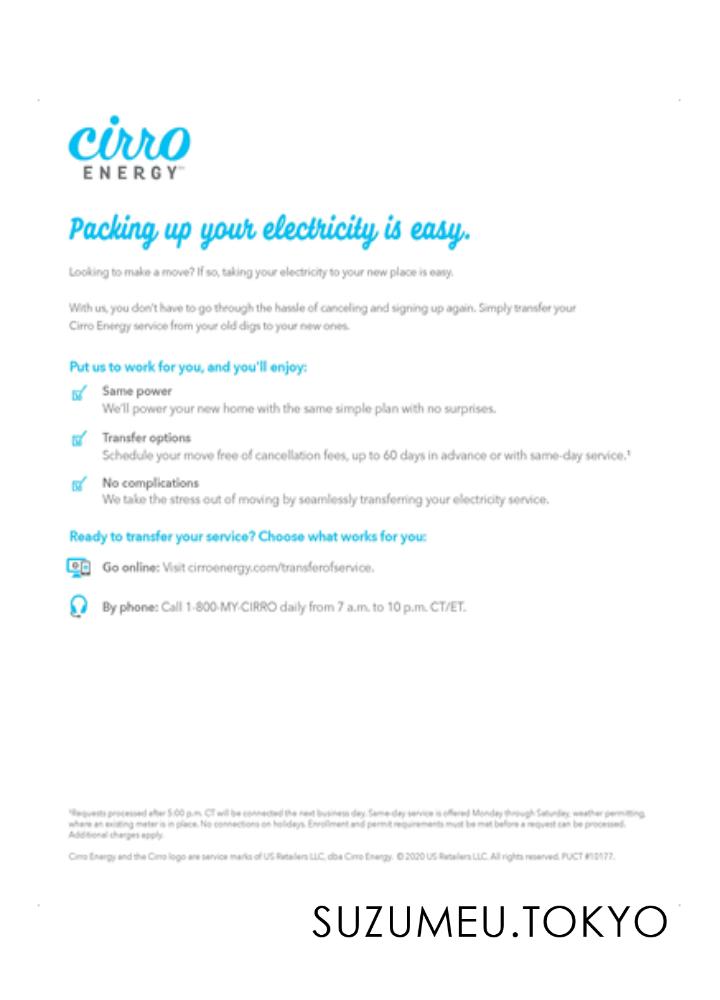 cirro
ENERGY
Packing up your electricity is easy.
Looking to make a move? If so, taking your electricity to your new place is easy.
With us, you don't have to go through the hassle of canceling and signing up again. Simply transfer your
Cirro Energy service from your old digs to your new ones.
Put us to work for you, and you'll enjoy:
Same power
We'll power your new home with the same simple plan with no surprises.
Transfer options
Schedule your move free of cancellation fees, up to 60 days in advance or with same-day service.¹
No complications
We take the stress out of moving by seamlessly transferring your electricity service.
Ready to transfer your service? Choose what works for you:
Go online: Visit cirroenergy.com/transferofservice.
By phone: Call 1-800-MY-CIRRO daily from 7 a.m. to 10 p.m. CT/ET.
¹Requests processed after 5:00 p.m. CT will be connected the next business day. Same-day service is offered Monday through Saturday, weather permitting,
where an existing meter is in place. No connections on holidays. Enrollment and permit requirements must be met before a request can be processed.
Additional charges apply.
Cirro Energy and the Cirro logo are service marks of US Retailers LLC, dba Cirro Energy. © 2020 US Retailers LLC. All rights reserved. PUCT #10177.
SUZUMEU.TOKYO